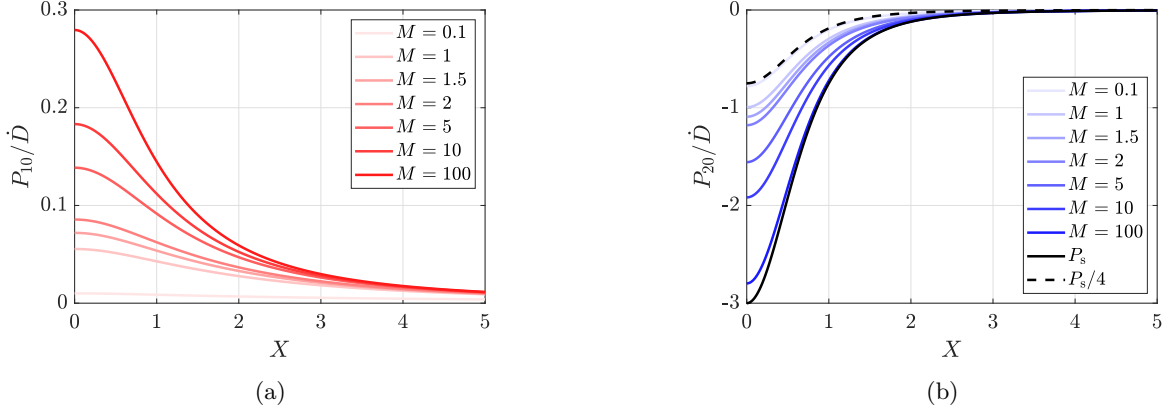 0.3
0.2
0.1
0
P₁₀/Ḋ
0 1 2 3 4 5
X
M = 0.1
M = 1
M = 1.5
M = 2
M = 5
M = 10
M = 100
(a)
0
-1
-2
-3
P₂₀/Ḋ
0 1 2 3 4 5
X
M = 0.1
M = 1
M = 1.5
M = 2
M = 5
M = 10
M = 100
Pₛ
Pₛ/4
(b)